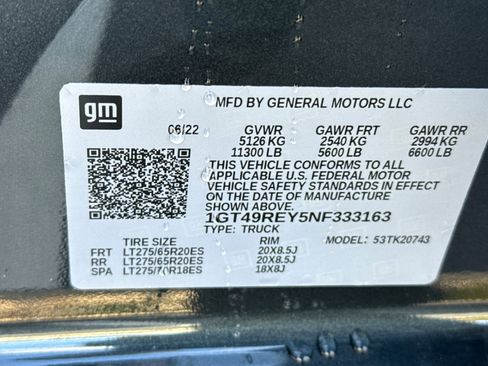 gm
MFD BY GENERAL MOTORS LLC
06/22 GVWR GAWR FRT GAWR RR
5126 KG 2540 KG 2994 KG
11300 LB 5600 LB 6600 LB
THIS VEHICLE CONFORMS TO ALL
APPLICABLE U.S. FEDERAL MOTOR
VEHICLE SAFETY STANDARDS IN EFFECT
ON THE DATE OF MANUFACTURE
SHOWN ABOVE.
1GT49REY5NF333163
TYPE: TRUCK MODEL: 53TK20743
TIRE SIZE RIM
FRT LT275/65R20ES 20X8.5J
RR LT275/65R20ES 20X8.5J
SPA LT275/70R18ES 18X8J